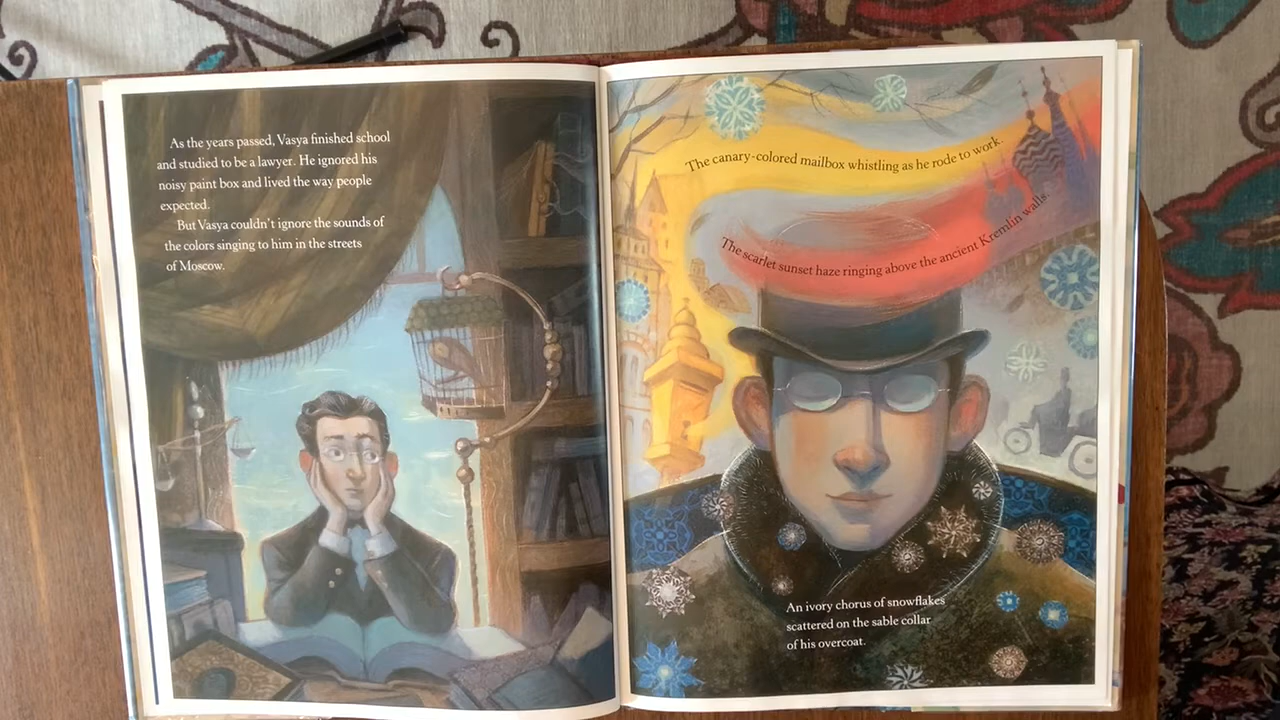 As the years passed, Vasya finished school
and studied to be a lawyer. He ignored his
noisy paint box and lived the way people
expected.
But Vasya couldn't ignore the sounds of
the colors singing to him in the streets
of Moscow.
The canary-colored mailbox whistling as he rode to work.
The scarlet sunset haze ringing above the ancient Kremlin walls.
An ivory chorus of snowflakes
scattered on the sable collar
of his overcoat.